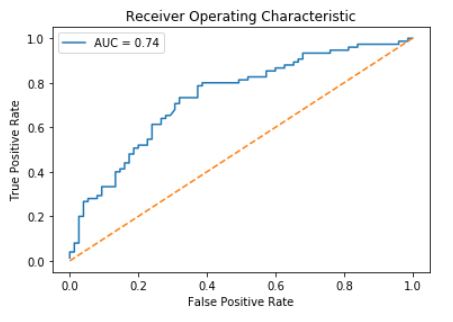 Receiver Operating Characteristic
AUC = 0.74
True Positive Rate
1.0
0.8
0.6
0.4
0.2
0.0
0.0 0.2 0.4 0.6 0.8 1.0
False Positive Rate